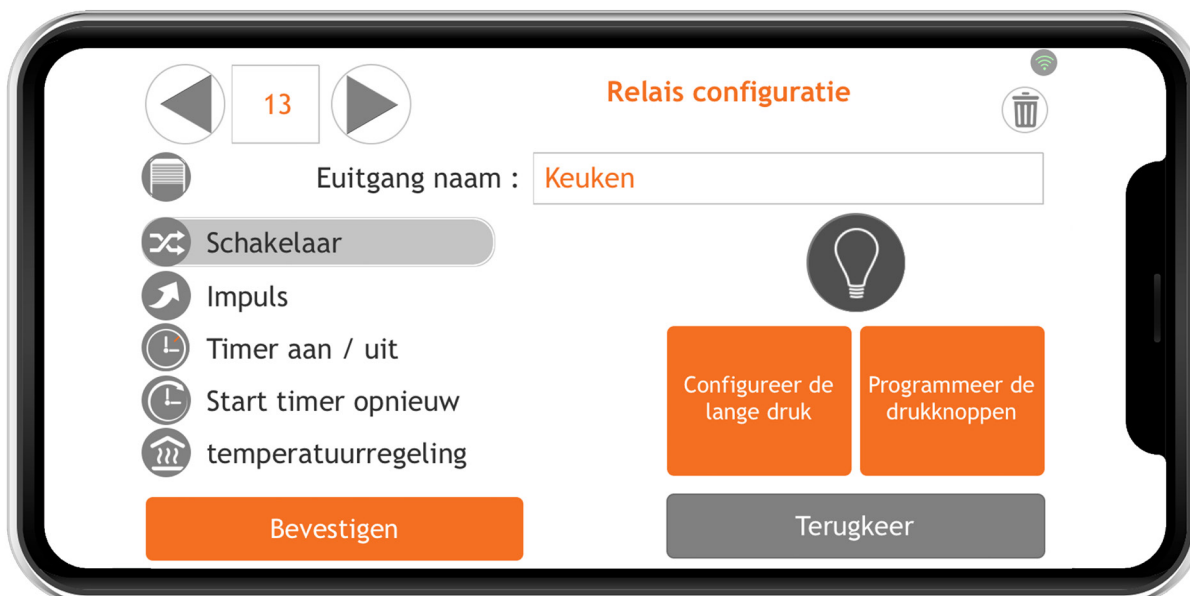 13
Relais configuratie
Euitgang naam :
Keuken
Schakelaar
Impuls
Timer aan / uit
Start timer opnieuw
temperatuurregeling
Configureer de
lange druk
Programmeer de
drukknoppen
Bevestigen
Terugkeer